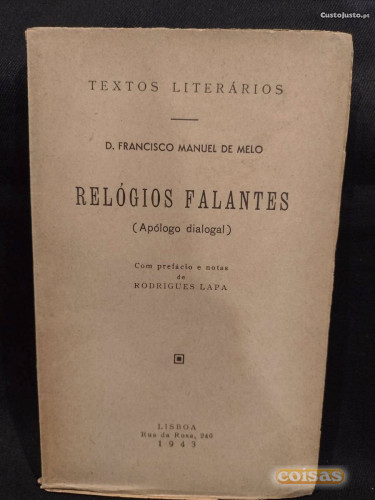 CustoJusto.pt
TEXTOS LITERÁRIOS
D. FRANCISCO MANUEL DE MELO
RELÓGIOS FALANTES
(Apólogo dialogal)
Com prefácio e notas
de
RODRIGUES LAPA
LISBOA
Rua da Rosa, 240
1943
coisas